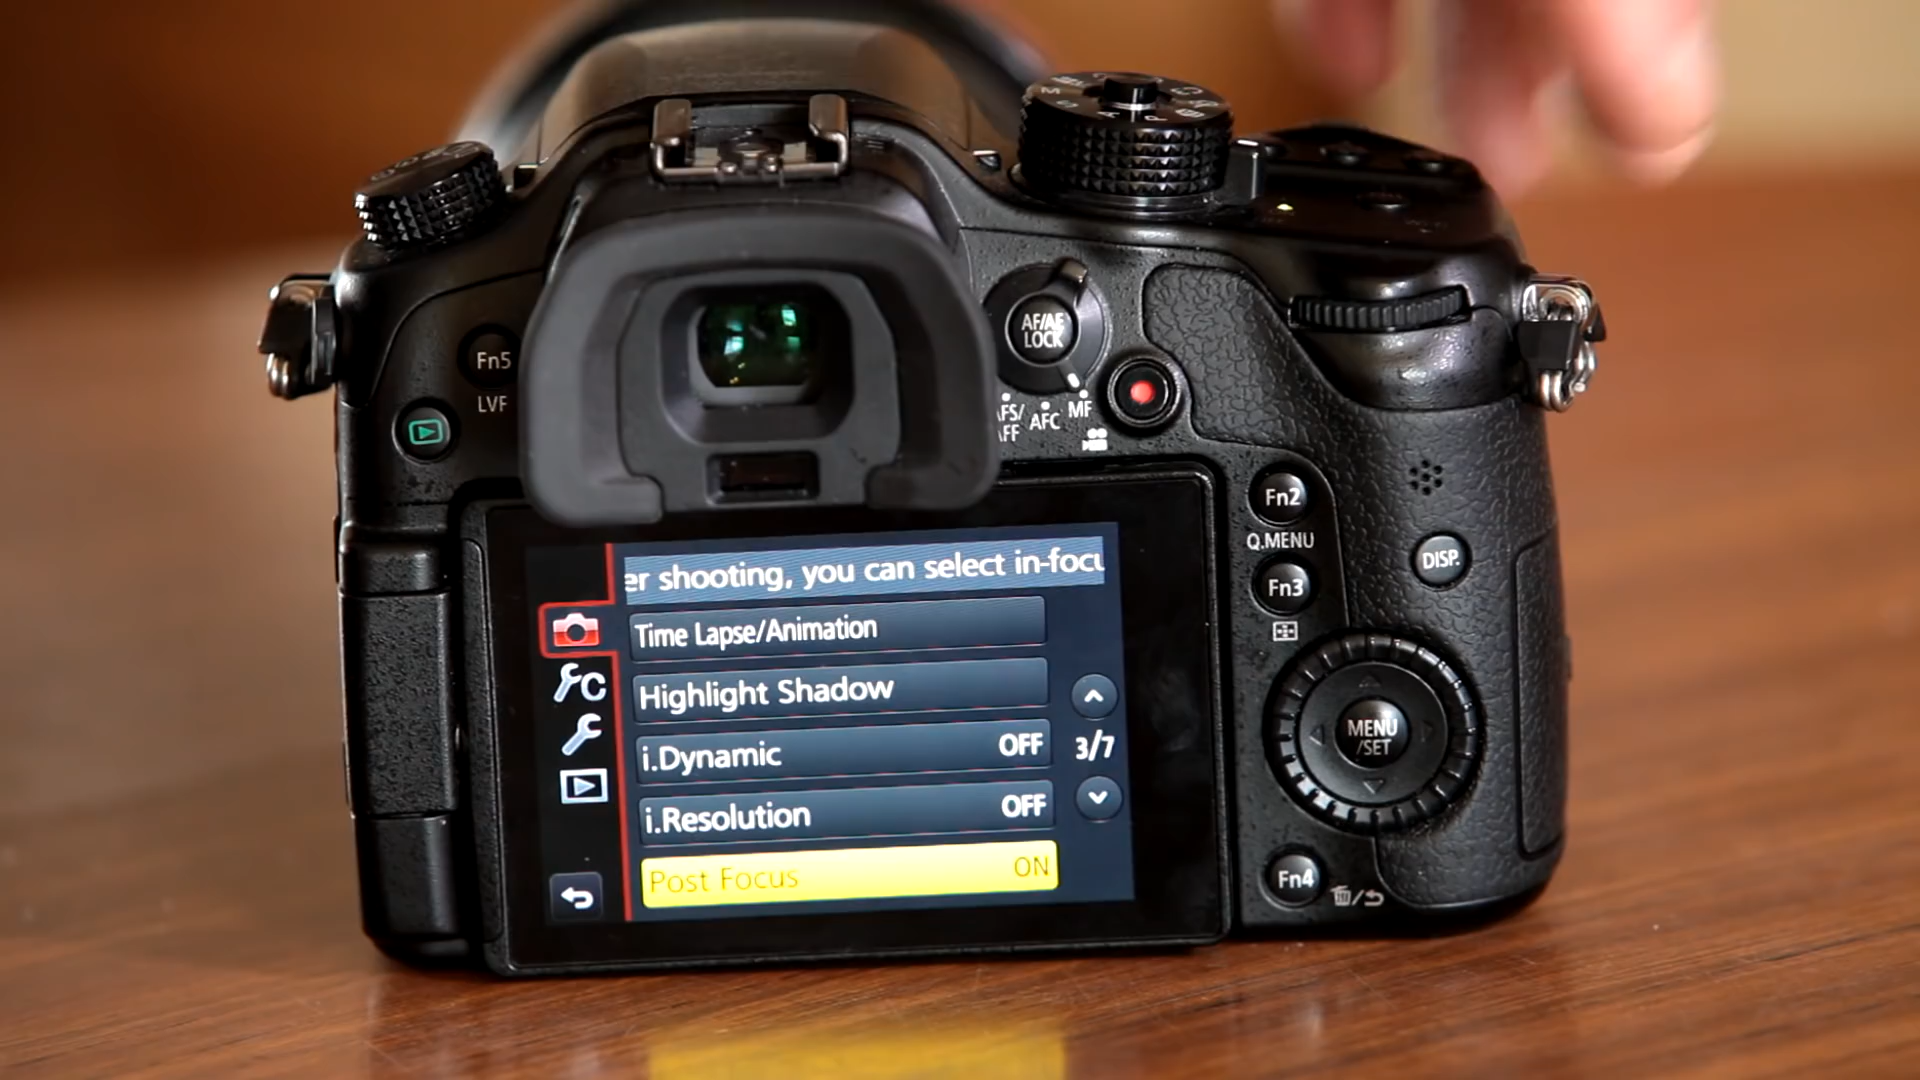 M
S
A
P
Fn5
LVF
AF/AE
LOCK
AFC
MF
Fn2
Q.MENU
Fn3
DISP.
MENU
/SET
Fn4
er shooting, you can select in-focu
Time Lapse/Animation
Highlight Shadow
i.Dynamic OFF
3/7
i.Resolution OFF
Post Focus ON
C